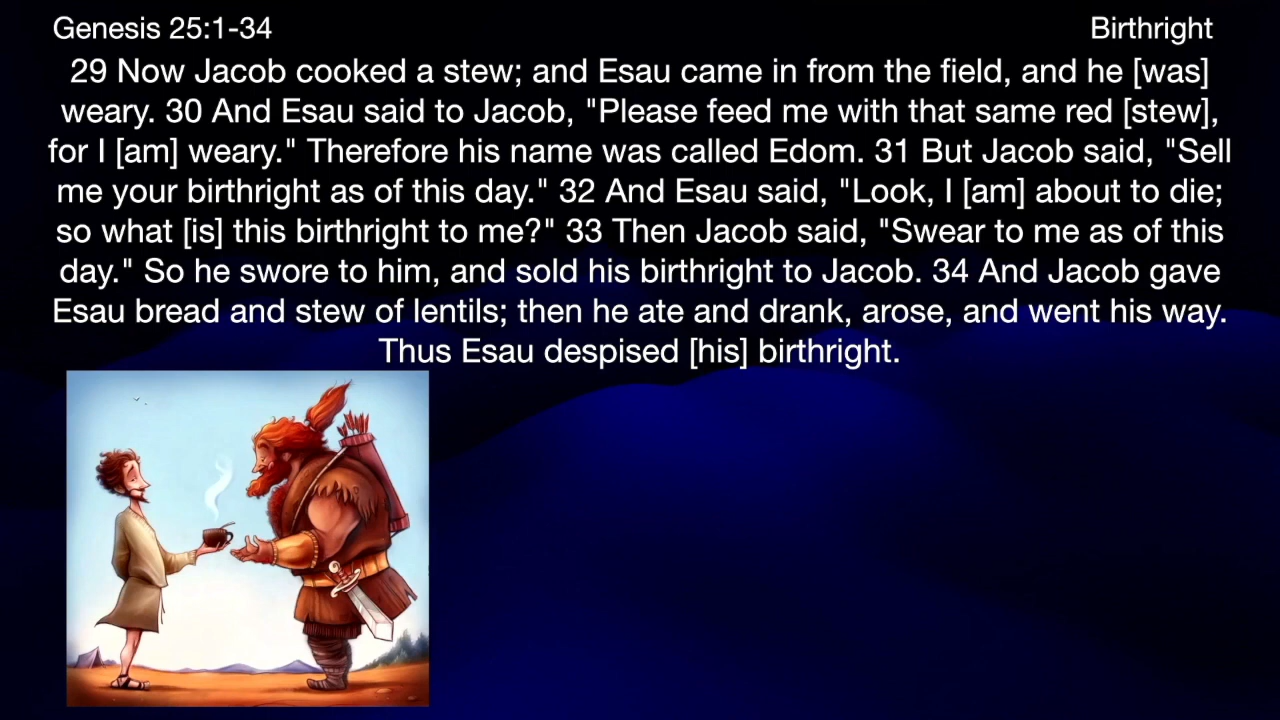 Genesis 25:1-34
Birthright
29 Now Jacob cooked a stew; and Esau came in from the field, and he [was]
weary. 30 And Esau said to Jacob, "Please feed me with that same red [stew],
for I [am] weary." Therefore his name was called Edom. 31 But Jacob said, "Sell
me your birthright as of this day." 32 And Esau said, "Look, I [am] about to die;
so what [is] this birthright to me?" 33 Then Jacob said, "Swear to me as of this
day." So he swore to him, and sold his birthright to Jacob. 34 And Jacob gave
Esau bread and stew of lentils; then he ate and drank, arose, and went his way.
Thus Esau despised [his] birthright.